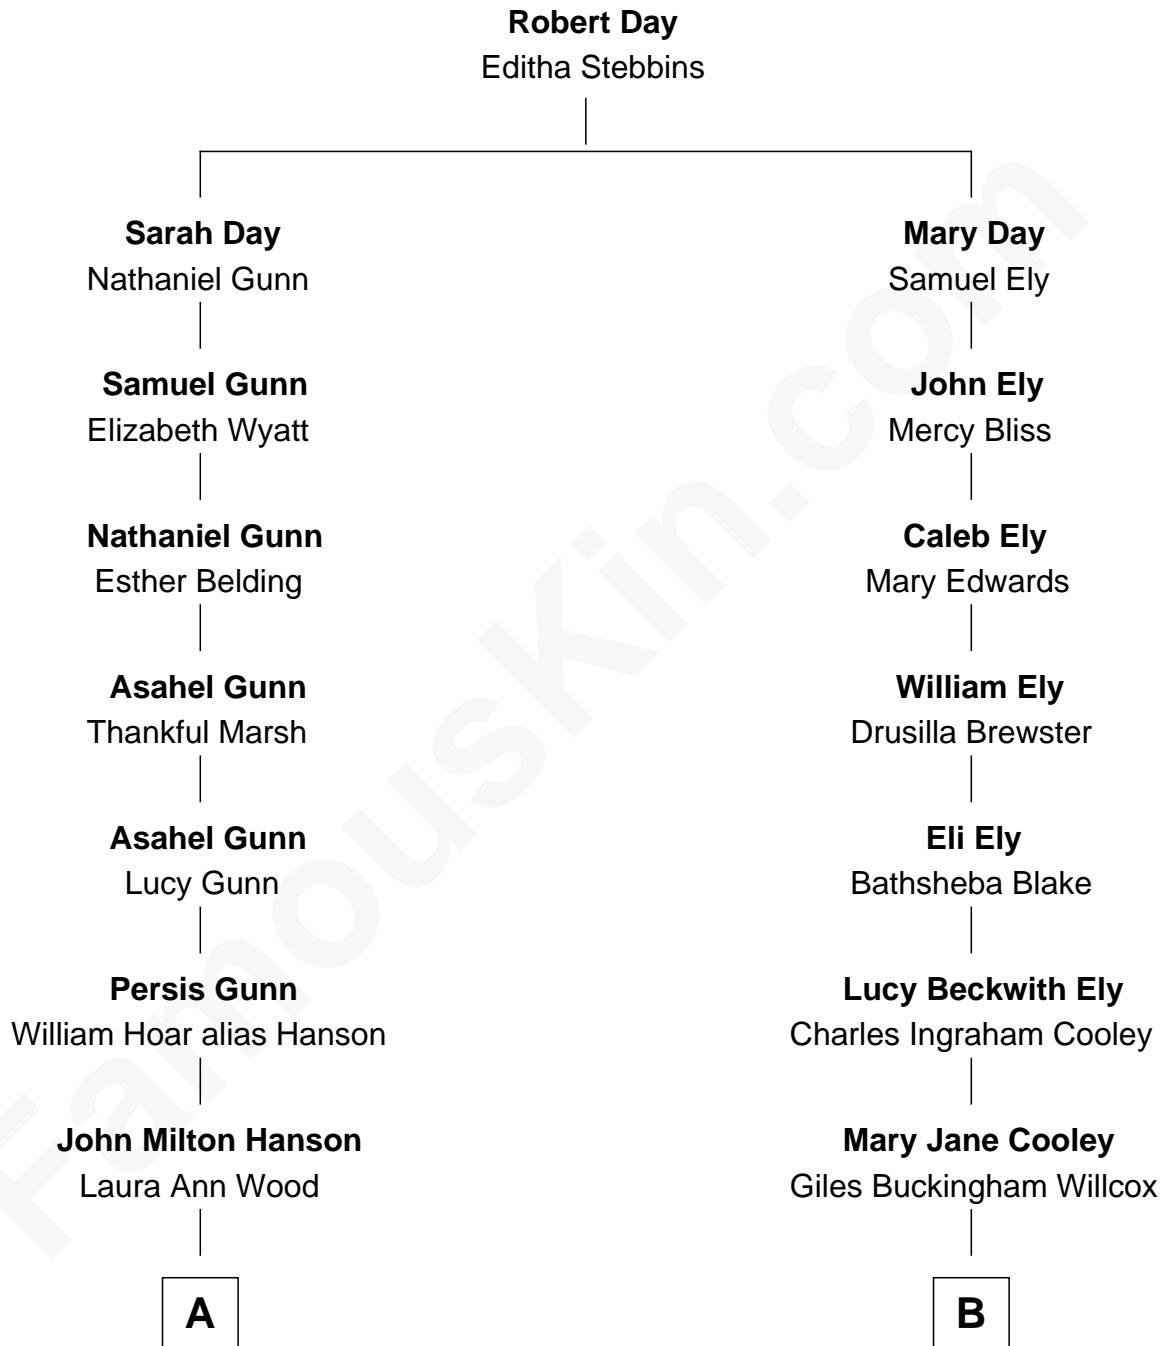 Robert Day
Editha Stebbins
Sarah Day
Nathaniel Gunn
Mary Day
Samuel Ely
Samuel Gunn
Elizabeth Wyatt
John Ely
Mercy Bliss
Nathaniel Gunn
Esther Belding
Caleb Ely
Mary Edwards
Asahel Gunn
Thankful Marsh
William Ely
Drusilla Brewster
Asahel Gunn
Lucy Gunn
Eli Ely
Bathsheba Blake
Persis Gunn
William Hoar alias Hanson
Lucy Beckwith Ely
Charles Ingraham Cooley
John Milton Hanson
Laura Ann Wood
Mary Jane Cooley
Giles Buckingham Willcox
A
B
FamousKin.com